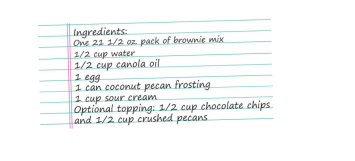 Ingredients:
One 21 1/2 oz. pack of brownie mix
1/2 cup water
1/2 cup canola oil
1 egg
1 can coconut pecan frosting
1 cup sour cream
Optional topping: 1/2 cup chocolate chips
and 1/2 cup crushed pecans